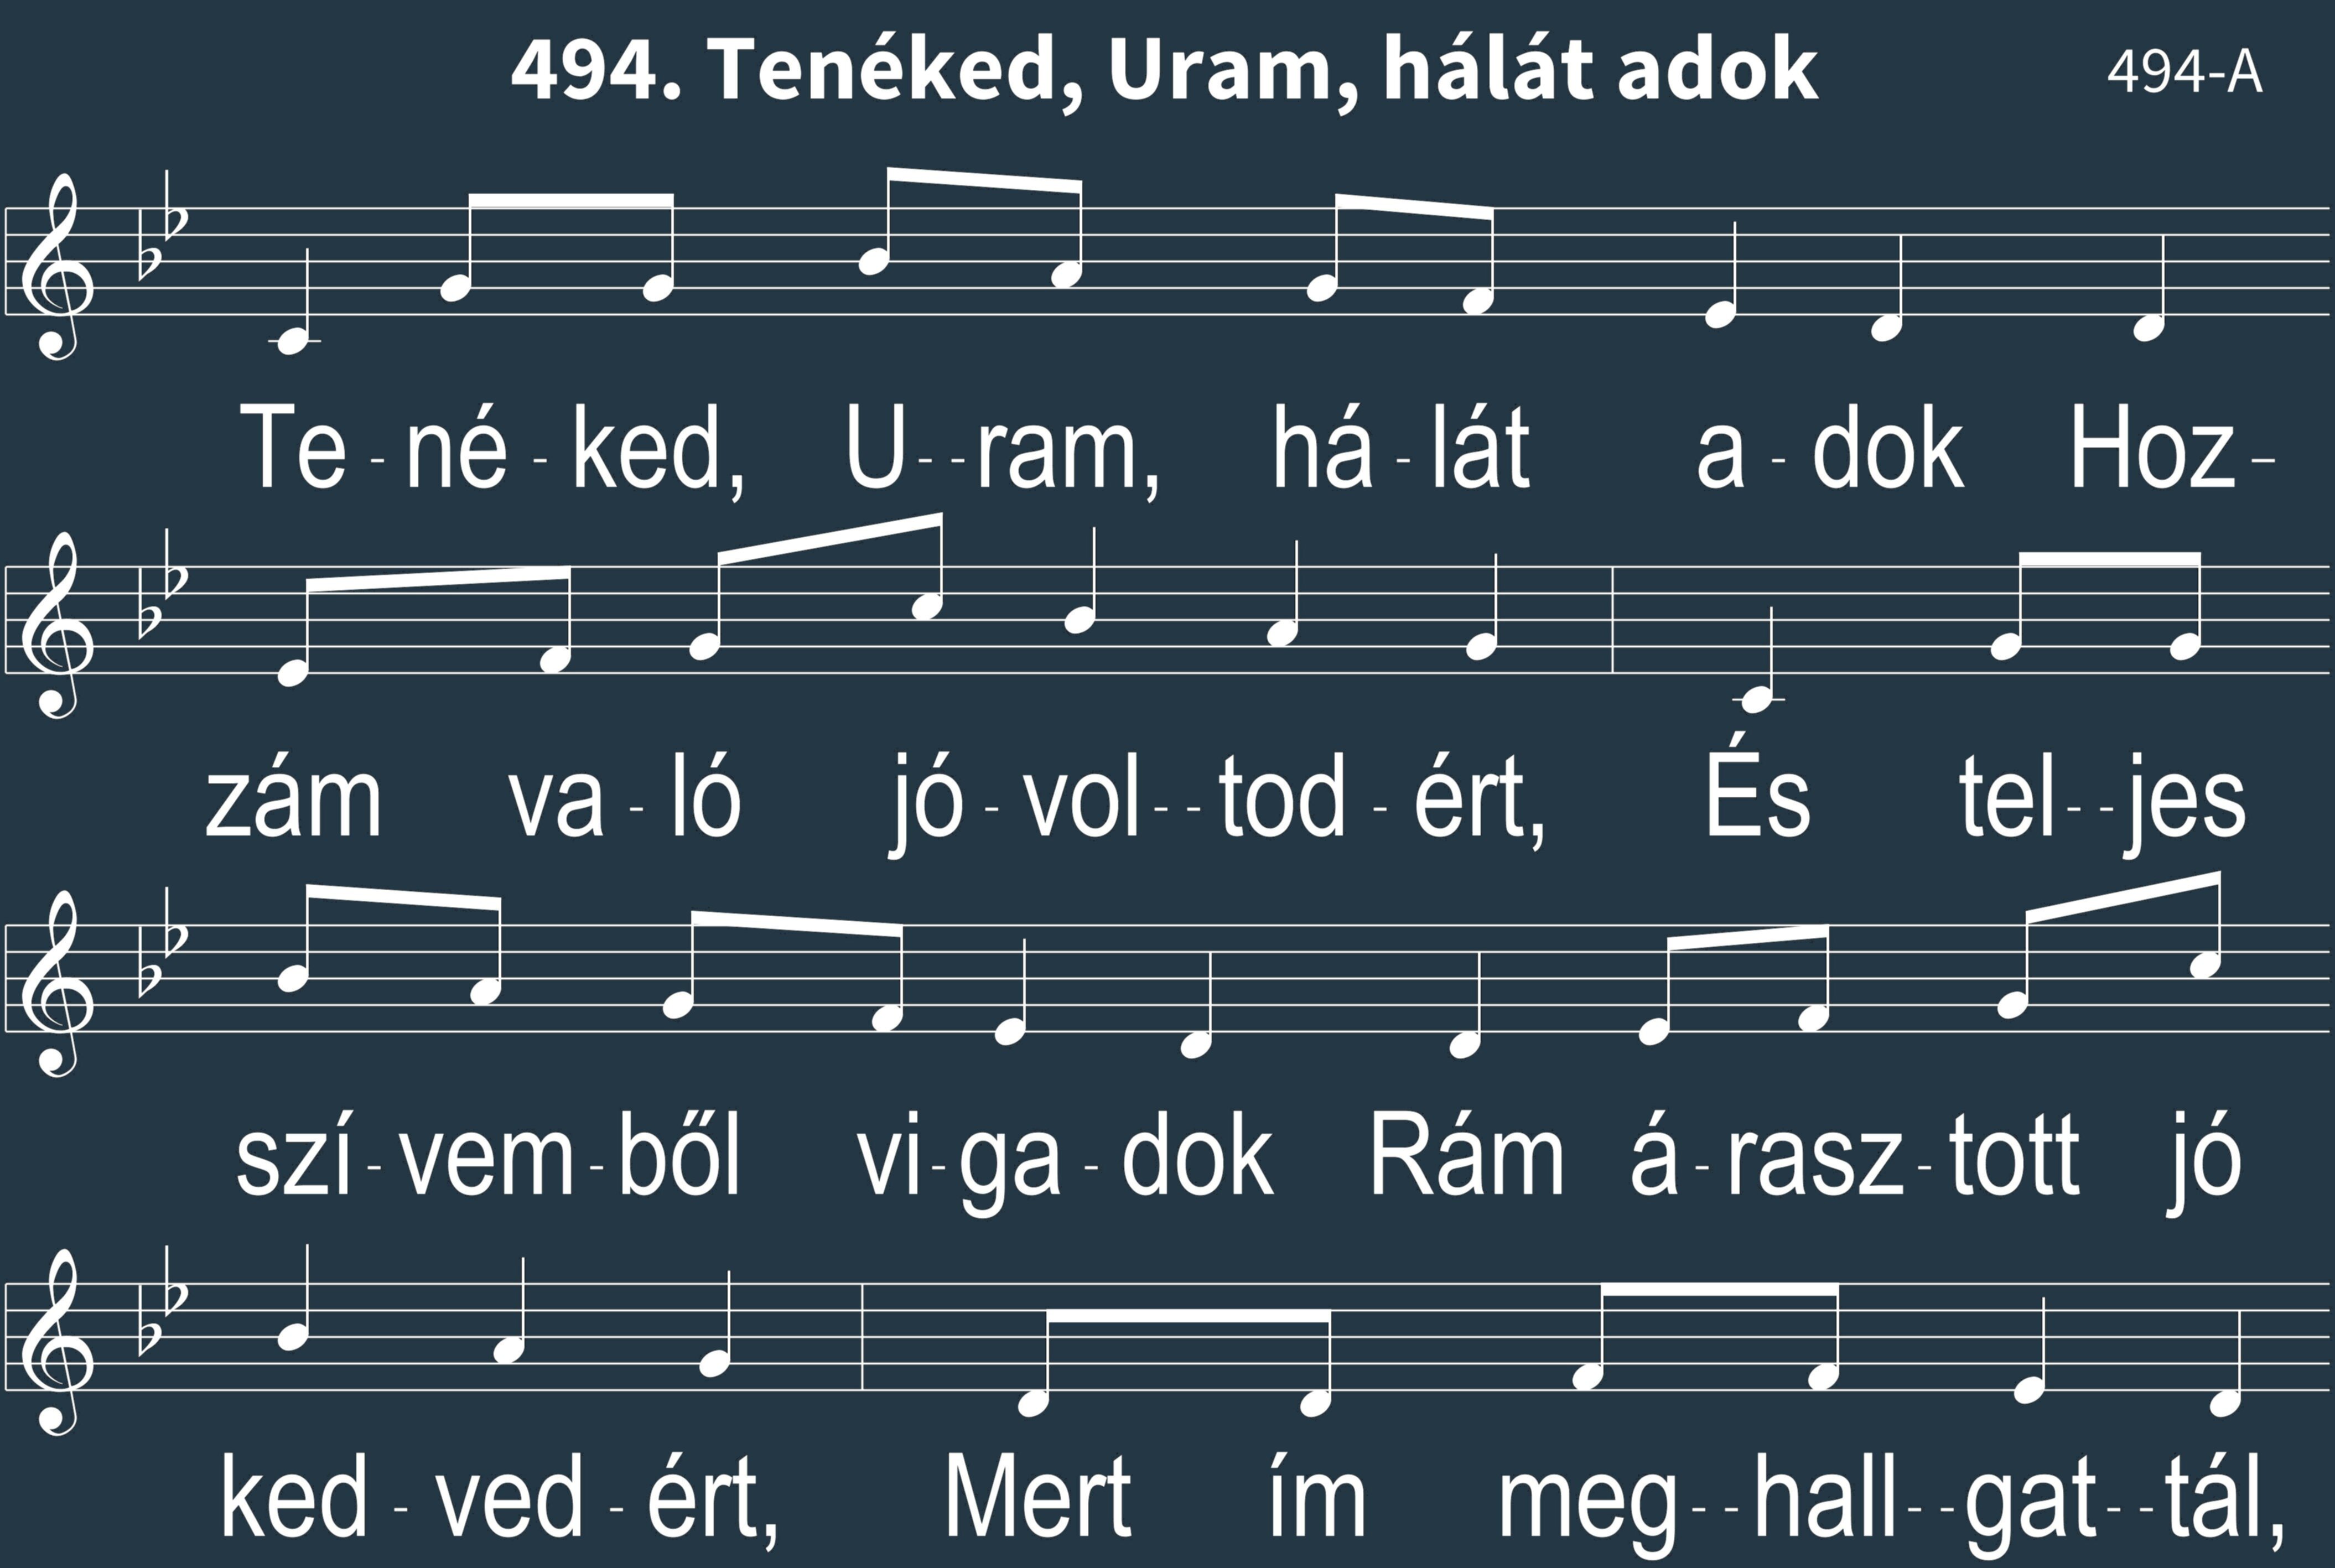 494. Tenéked, Uram, hálát adok 494-A
Te - né - ked, U - - ram, há - lát a - dok Hoz -
zám va - ló jó - vol - - tod - ért, És tel - - jes
szí - vem - ből vi - ga - dok Rám á - rasz - tott jó
ked - ved - ért, Mert ím meg - - hall - - gat - - tál,